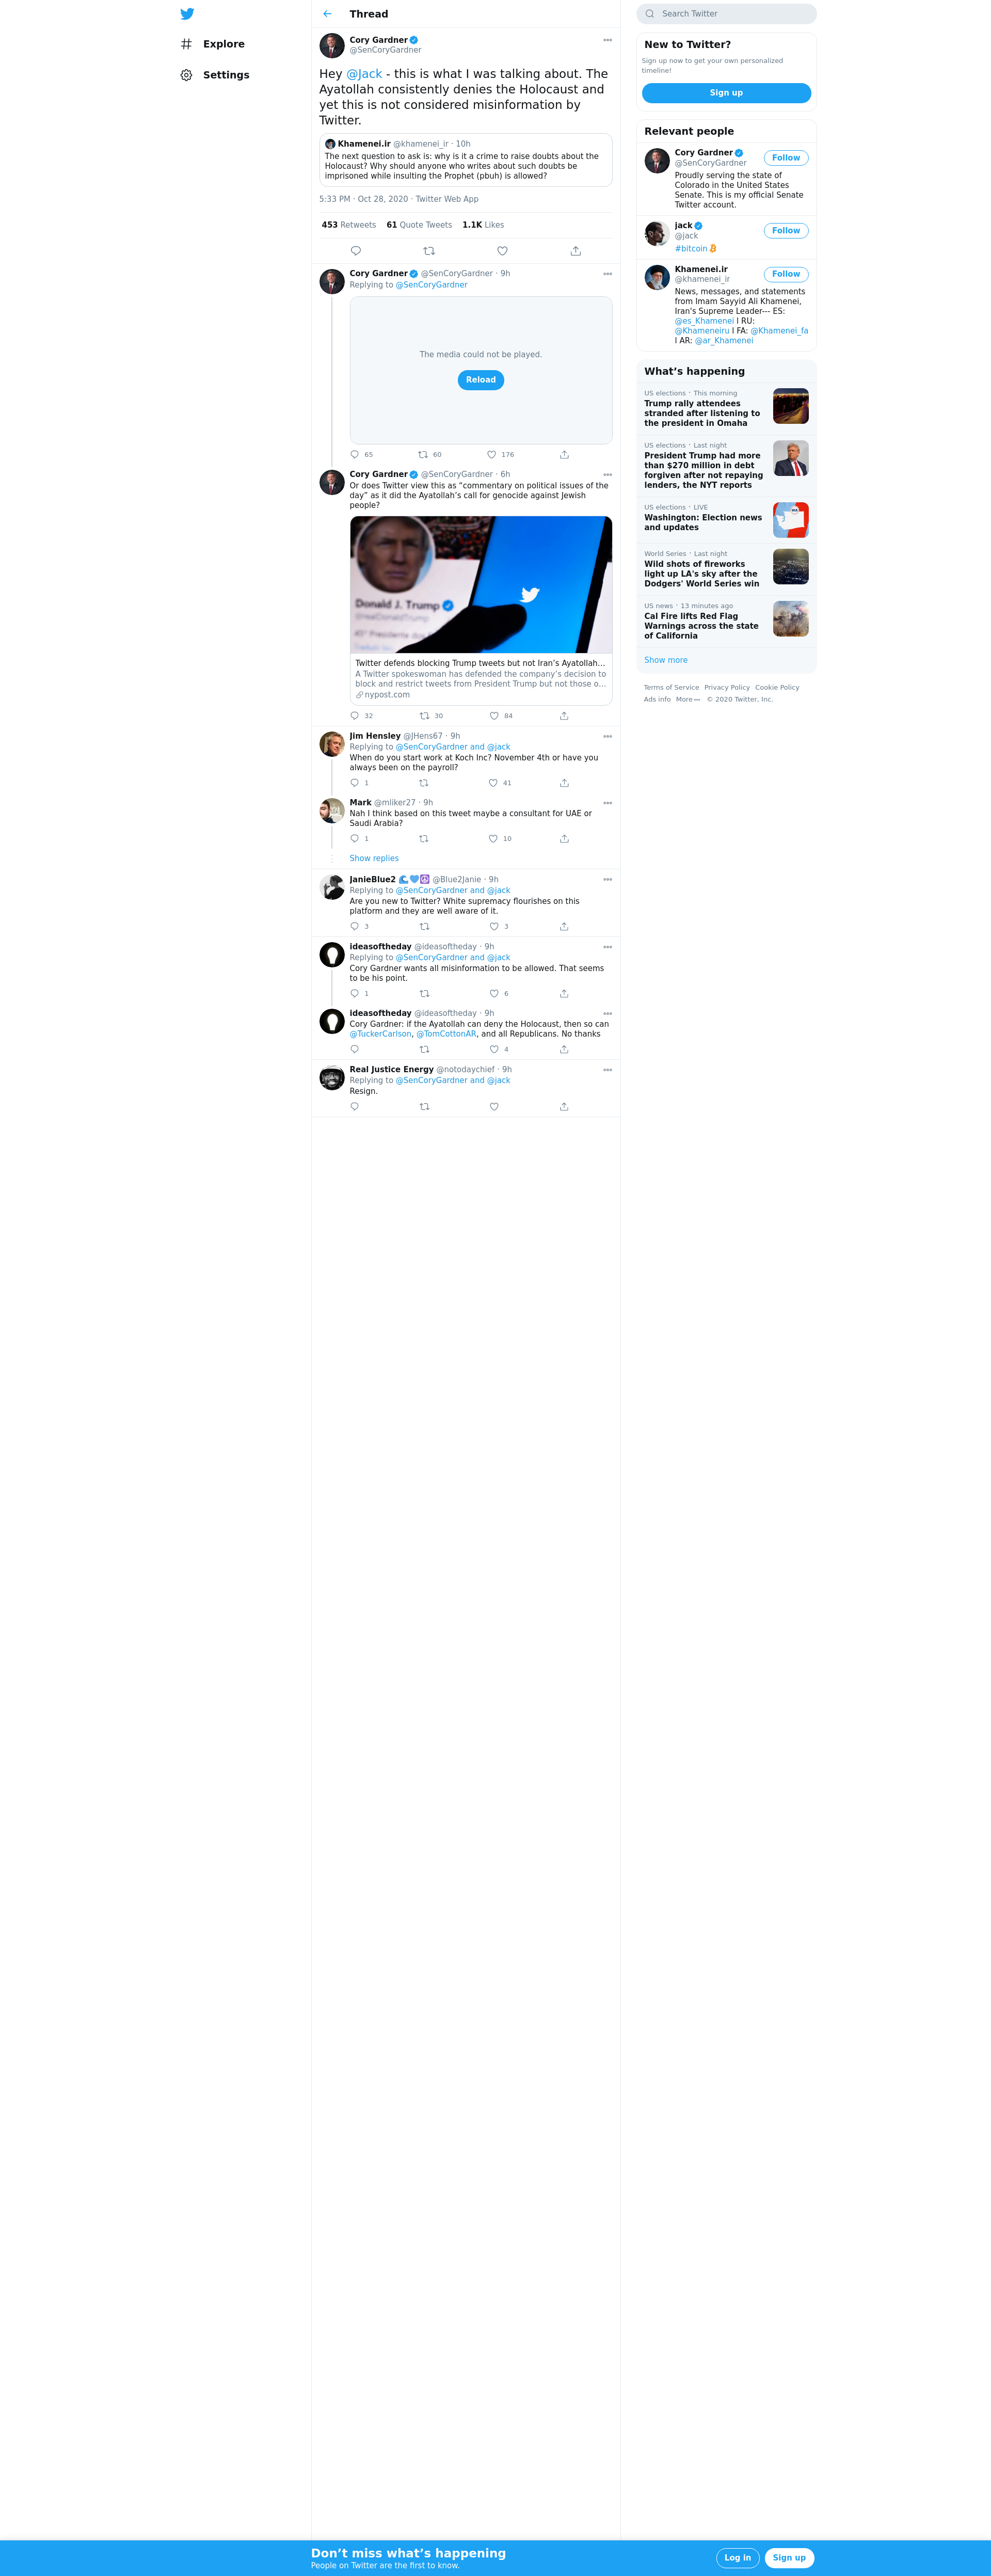 Explore
Settings
Thread
Cory Gardner
@SenCoryGardner
Hey @Jack - this is what I was talking about. The
Ayatollah consistently denies the Holocaust and
yet this is not considered misinformation by
Twitter.
Khamenei.ir @khamenei_ir · 10h
The next question to ask is: why is it a crime to raise doubts about the
Holocaust? Why should anyone who writes about such doubts be
imprisoned while insulting the Prophet (pbuh) is allowed?
5:33 PM · Oct 28, 2020 · Twitter Web App
453 Retweets 61 Quote Tweets 1.1K Likes
Cory Gardner @SenCoryGardner · 9h
Replying to @SenCoryGardner
The media could not be played.
Reload
65 60 176
Cory Gardner @SenCoryGardner · 6h
Or does Twitter view this as “commentary on political issues of the
day” as it did the Ayatollah’s call for genocide against Jewish
people?
Donald J. Trump
Twitter defends blocking Trump tweets but not Iran’s Ayatollah…
A Twitter spokeswoman has defended the company’s decision to
block and restrict tweets from President Trump but not those o…
nypost.com
32 30 84
Jim Hensley @JHens67 · 9h
Replying to @SenCoryGardner and @jack
When do you start work at Koch Inc? November 4th or have you
always been on the payroll?
1 41
Mark @mliker27 · 9h
Nah I think based on this tweet maybe a consultant for UAE or
Saudi Arabia?
1 10
Show replies
JanieBlue2 🌊💙☮️ @Blue2Janie · 9h
Replying to @SenCoryGardner and @jack
Are you new to Twitter? White supremacy flourishes on this
platform and they are well aware of it.
3 3
ideasoftheday @ideasoftheday · 9h
Replying to @SenCoryGardner and @jack
Cory Gardner wants all misinformation to be allowed. That seems
to be his point.
1 6
ideasoftheday @ideasoftheday · 9h
Cory Gardner: if the Ayatollah can deny the Holocaust, then so can
@TuckerCarlson, @TomCottonAR, and all Republicans. No thanks
4
Real Justice Energy @notodaychief · 9h
Replying to @SenCoryGardner and @jack
Resign.
Search Twitter
New to Twitter?
Sign up now to get your own personalized
timeline!
Sign up
Relevant people
Cory Gardner
@SenCoryGardner
Follow
Proudly serving the state of
Colorado in the United States
Senate. This is my official Senate
Twitter account.
jack
@jack
Follow
#bitcoin
Khamenei.ir
@khamenei_ir
Follow
News, messages, and statements
from Imam Sayyid Ali Khamenei,
Iran's Supreme Leader--- ES:
@es_Khamenei I RU:
@Khameneiru I FA: @Khamenei_fa
I AR: @ar_Khamenei
What’s happening
US elections · This morning
Trump rally attendees
stranded after listening to
the president in Omaha
US elections · Last night
President Trump had more
than $270 million in debt
forgiven after not repaying
lenders, the NYT reports
US elections · LIVE
Washington: Election news
and updates
World Series · Last night
Wild shots of fireworks
light up LA's sky after the
Dodgers' World Series win
US news · 13 minutes ago
Cal Fire lifts Red Flag
Warnings across the state
of California
Show more
Terms of Service Privacy Policy Cookie Policy
Ads info More © 2020 Twitter, Inc.
Don’t miss what’s happening
People on Twitter are the first to know.
Log in
Sign up